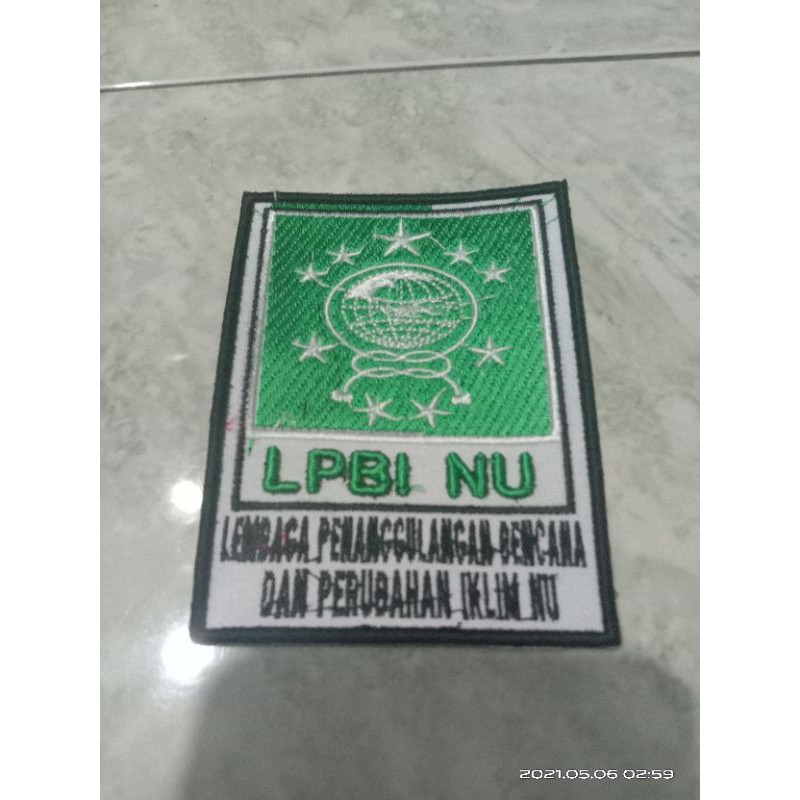 LPBI NU
LEMBAGA PENANGGULANGAN BENCANA
DAN PERUBAHAN IKLIM NU
2021.05.06 02:59